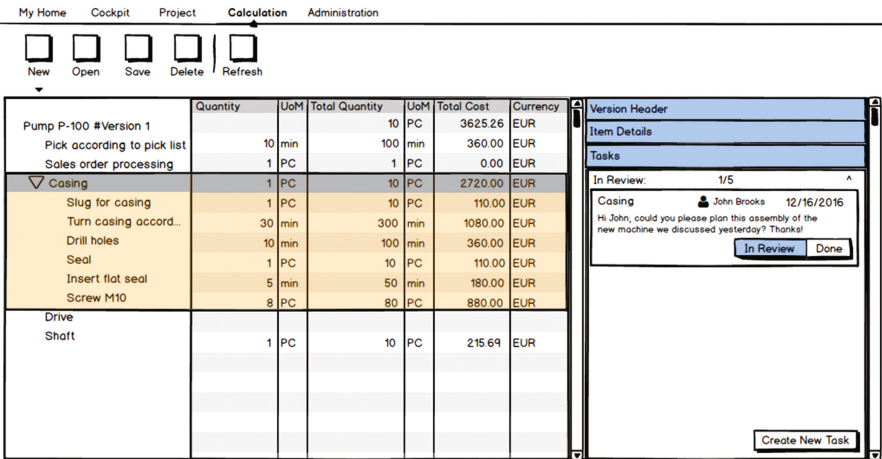 My Home Cockpit Project Calculation Administration
New Open Save Delete Refresh
Quantity UoM Total Quantity UoM Total Cost Currency
Pump P-100 #Version 1 10 PC 3625.26 EUR
Pick according to pick list 10 min 100 min 360.00 EUR
Sales order processing 1 PC 1 PC 0.00 EUR
Casing 1 PC 10 PC 2720.00 EUR
Slug for casing 1 PC 10 PC 110.00 EUR
Turn casing accord... 30 min 300 min 1080.00 EUR
Drill holes 10 min 100 min 360.00 EUR
Seal 1 PC 10 PC 110.00 EUR
Insert flat seal 5 min 50 min 180.00 EUR
Screw M10 8 PC 80 PC 880.00 EUR
Drive
Shaft 1 PC 10 PC 215.69 EUR
Version Header
Item Details
Tasks
In Review: 1/5 ^
Casing John Brooks 12/16/2016
Hi John, could you please plan this assembly of the
new machine we discussed yesterday? Thanks!
In Review Done
Create New Task